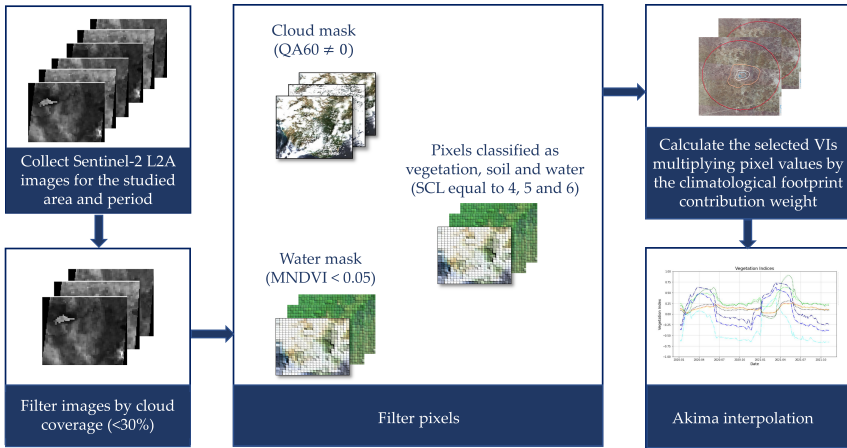 Collect Sentinel-2 L2A
images for the studied
area and period
Filter images by cloud
coverage (<30%)
Cloud mask
(QA60 ≠ 0)
Pixels classified as
vegetation, soil and water
(SCL equal to 4, 5 and 6)
Water mask
(MNDVI < 0.05)
Filter pixels
Calculate the selected VIs
multiplying pixel values by
the climatological footprint
contribution weight
Vegetation Indices
Vegetation Index
Date
Akima interpolation